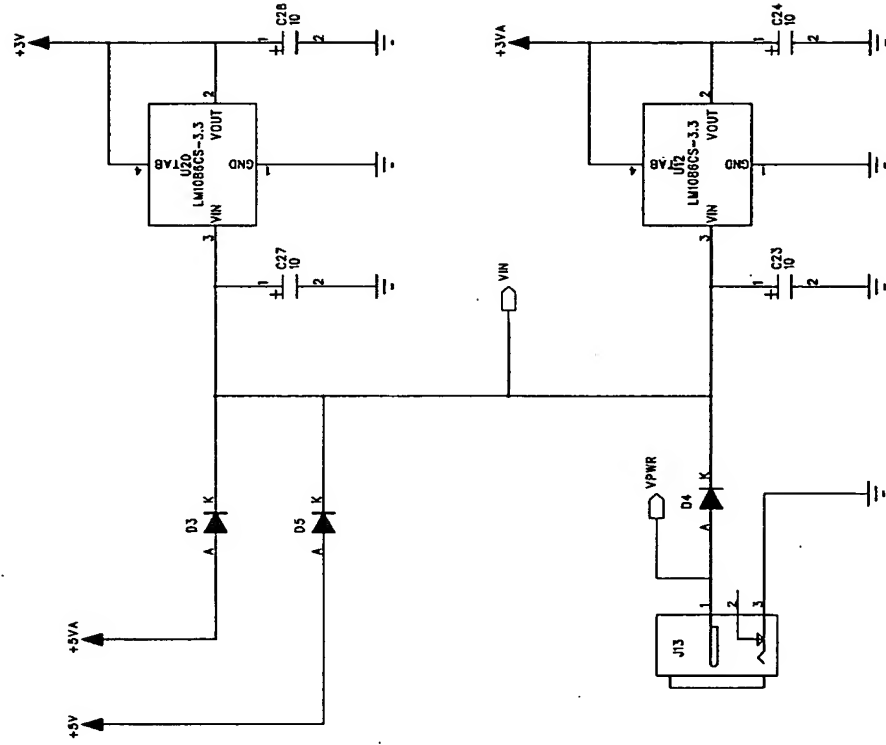 +3V
C28
10
1
2
+
+3VA
C24
10
1
2
+
2
VOUT
4
TAB
U20
LM1086CS-3.3
GND
1
VIN
3
2
VOUT
4
TAB
U12
LM1086CS-3.3
GND
1
VIN
3
C27
10
1
2
+
VIN
C23
10
1
2
+
K
D3
A
K
D5
A
VPWR
K
D4
A
+5VA
+5V
J13
1
2
3